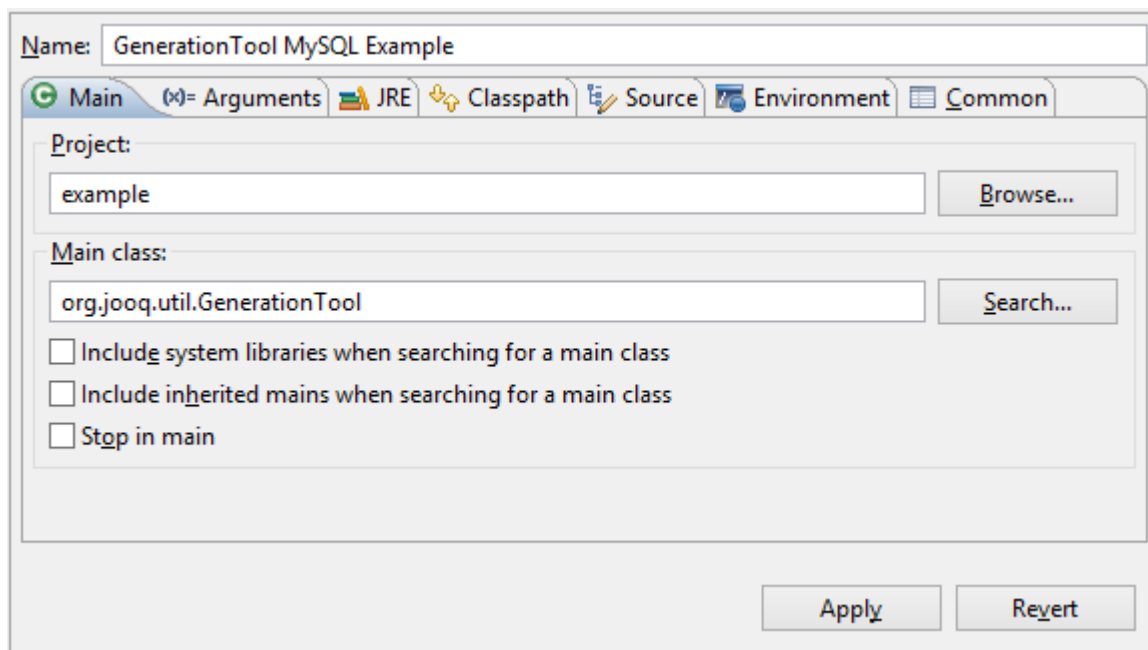 Name: GenerationTool MySQL Example
Main (x)= Arguments JRE Classpath Source Environment Common
Project:
example Browse...
Main class:
org.jooq.util.GenerationTool Search...
Include system libraries when searching for a main class
Include inherited mains when searching for a main class
Stop in main
Apply Revert